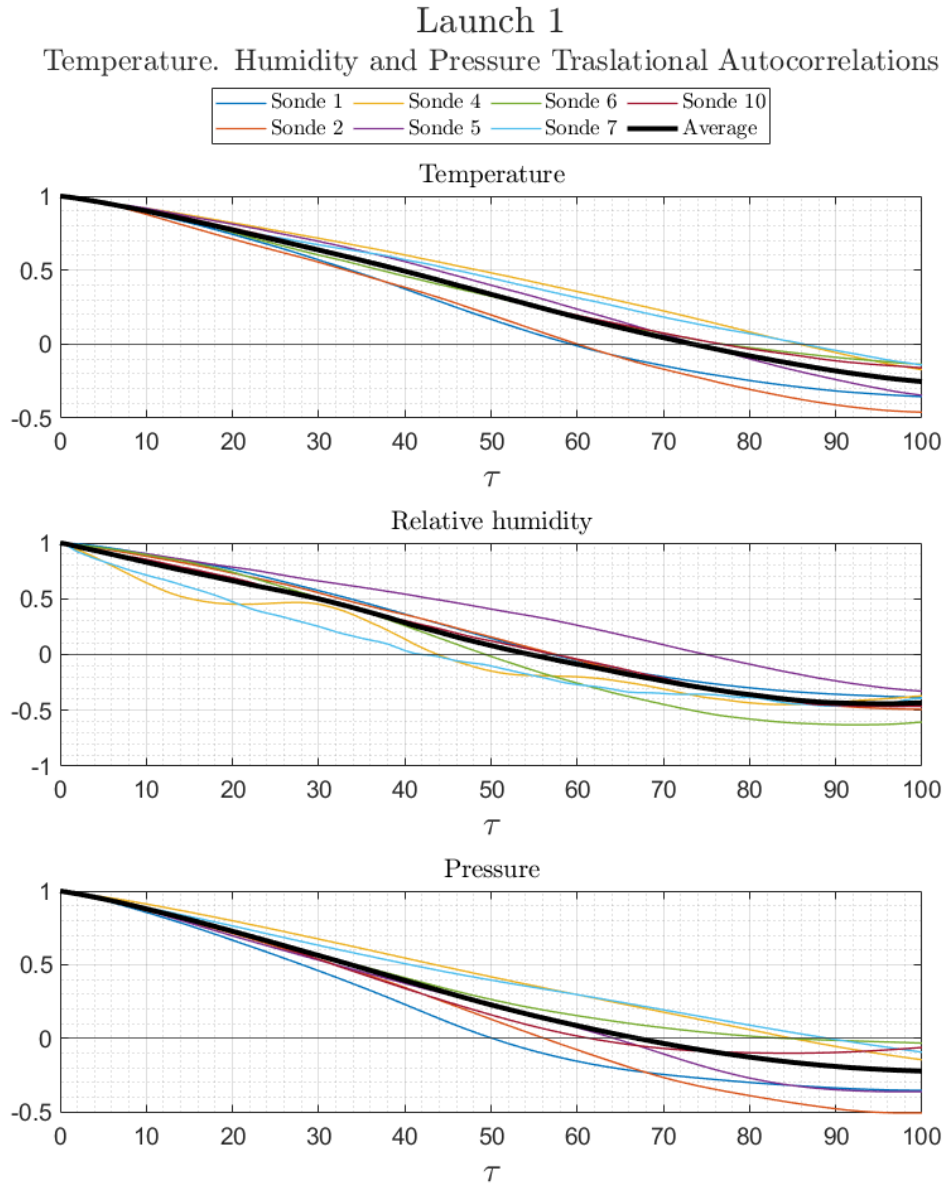 Launch 1
Temperature. Humidity and Pressure Traslational Autocorrelations
Sonde 1 Sonde 4 Sonde 6 Sonde 10
Sonde 2 Sonde 5 Sonde 7 Average
Temperature
1
0.5
0
-0.5
0 10 20 30 40 50 60 70 80 90 100
τ
Relative humidity
1
0.5
0
-0.5
-1
0 10 20 30 40 50 60 70 80 90 100
τ
Pressure
1
0.5
0
-0.5
0 10 20 30 40 50 60 70 80 90 100
τ